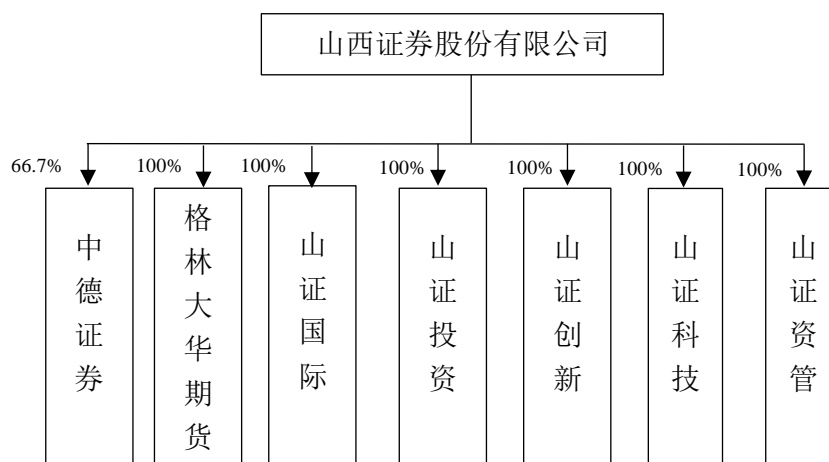 山西证券股份有限公司
66.7% 100% 100% 100% 100% 100% 100%
中德证券
格林大华期货
山证国际
山证投资
山证创新
山证科技
山证资管